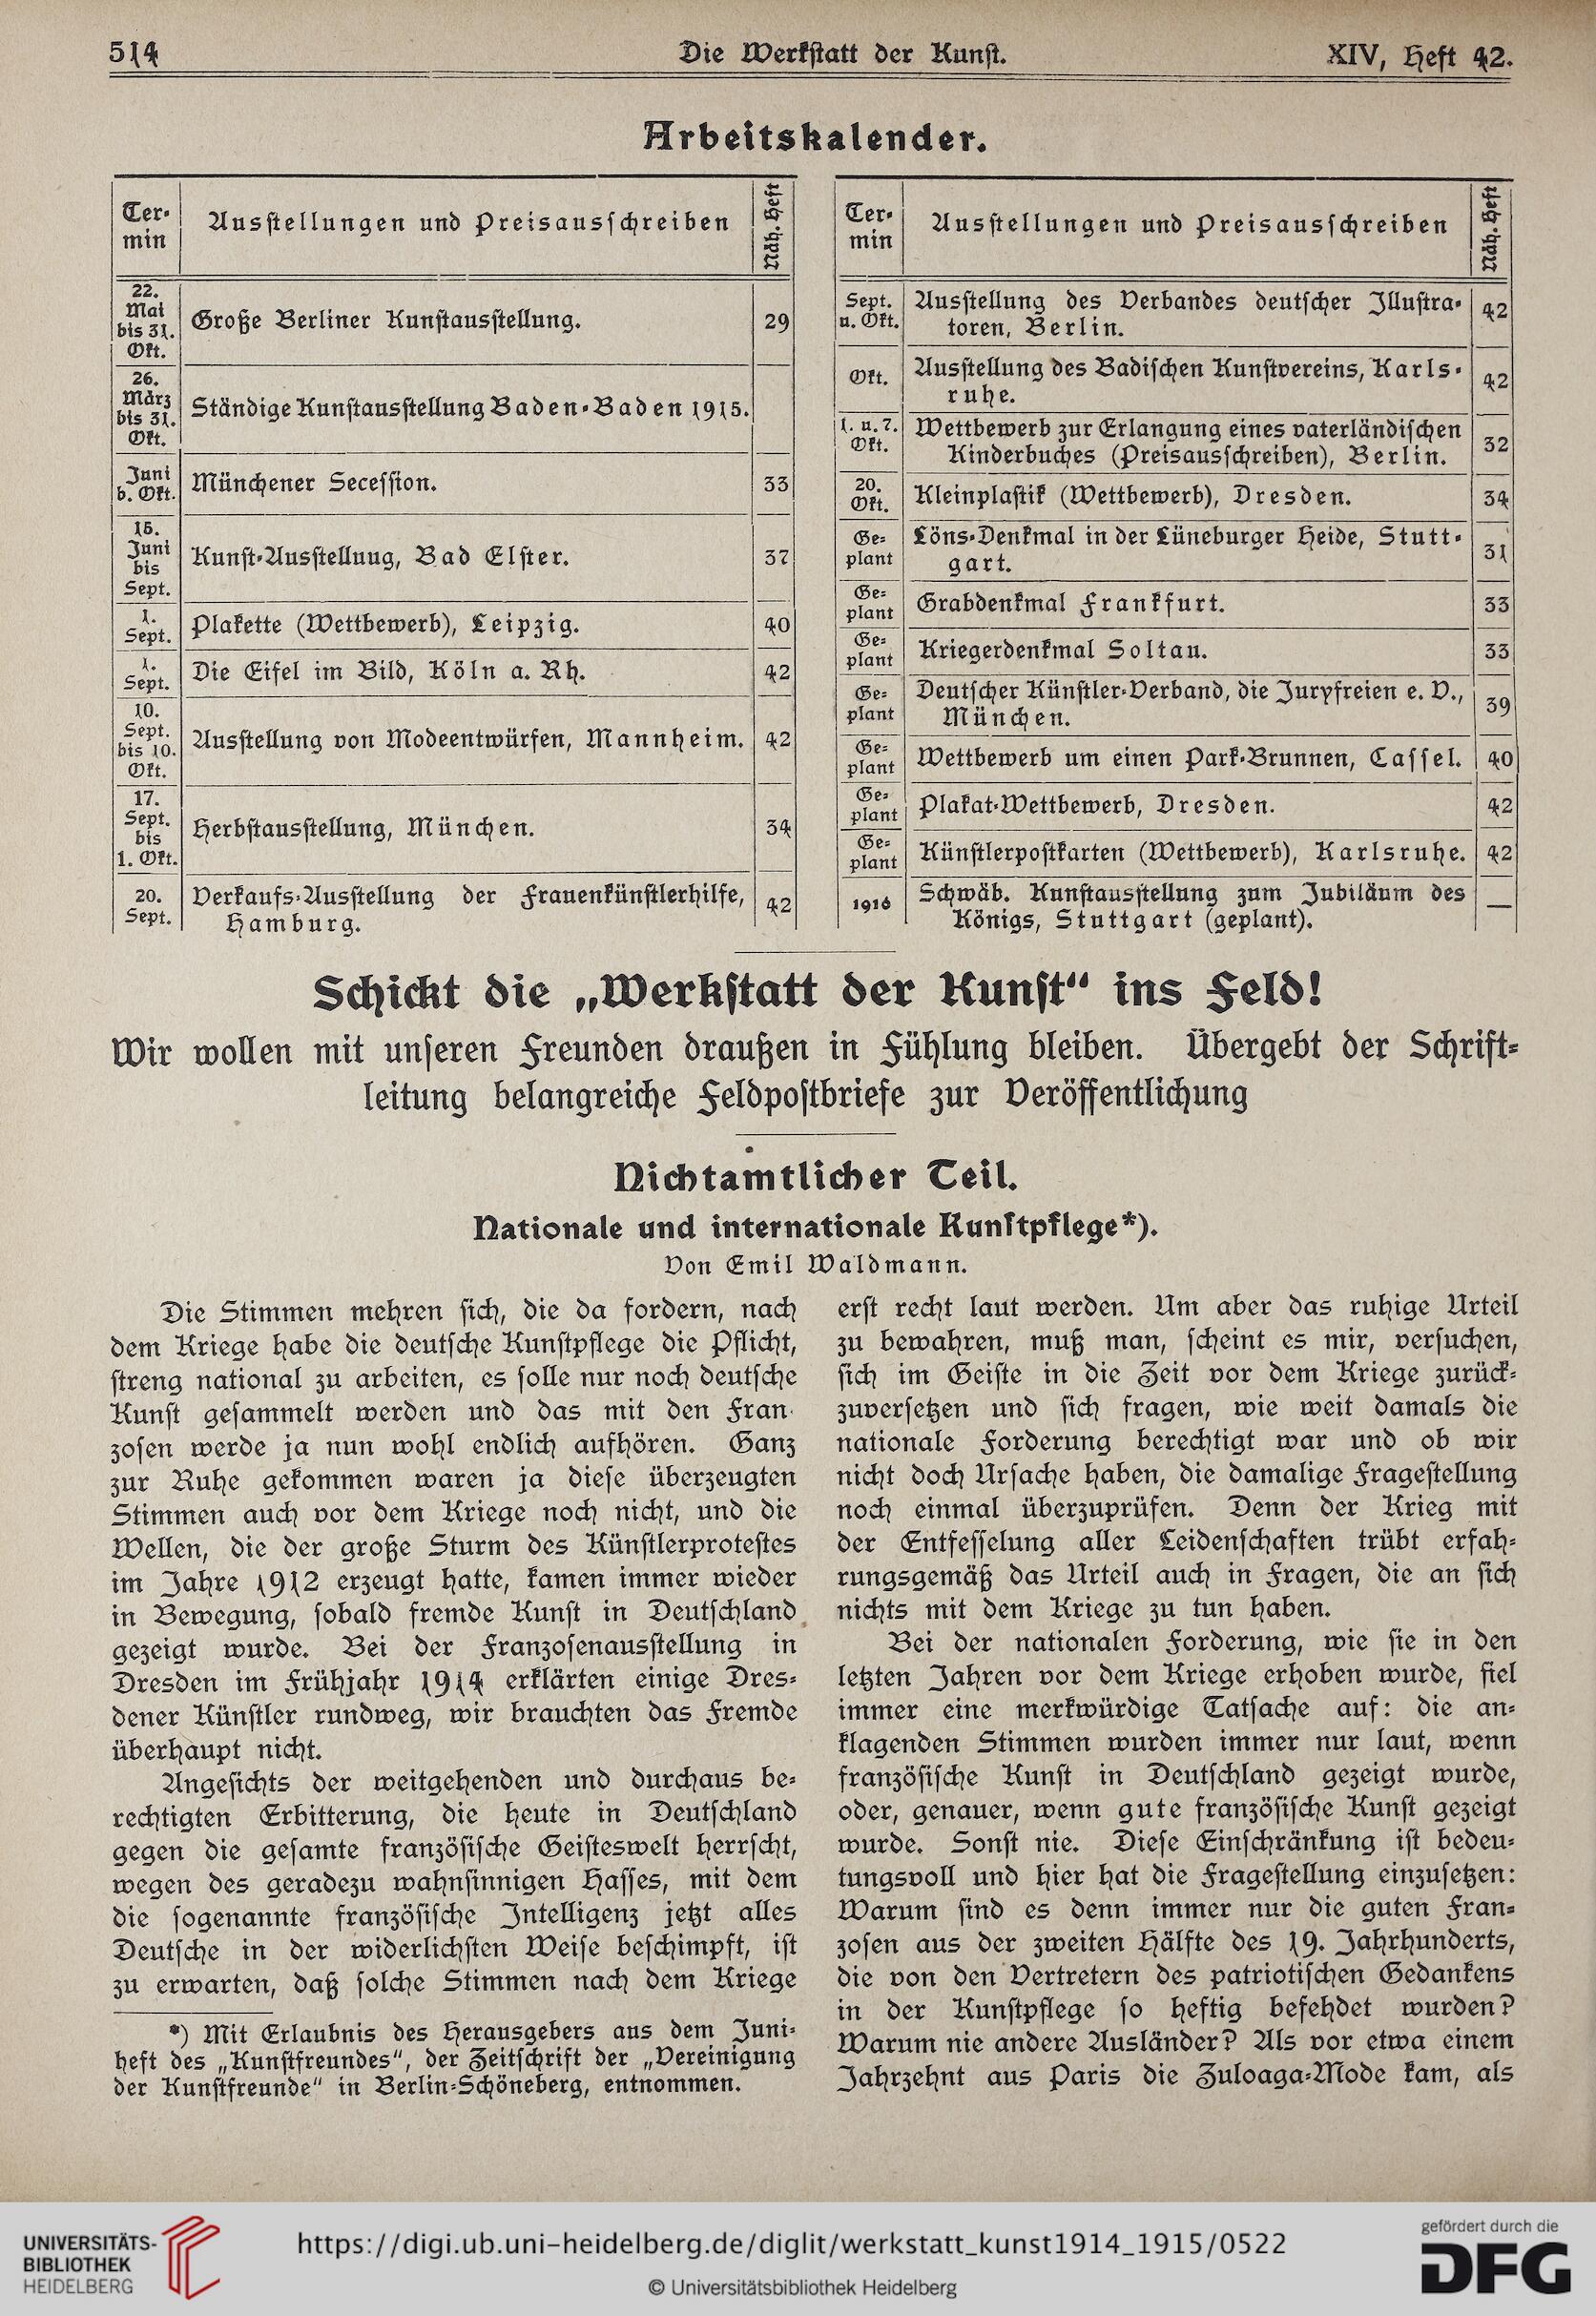 514
Die Werkstatt der Kunst.
XIV, Heft 42.
Arbeitskalender.
Ter-
min
Ausstellungen und Preisausschreiben
Näh. Heft
22.
Mai
bis 31.
Okt.
Große Berliner Kunstausstellung.
29
26.
März
bis 31.
Okt.
Ständige Kunstausstellung Baden-Baden 1915.
Juni
b. Okt.
Münchener Secession.
33
15.
Juni
bis
Sept.
Kunst-Ausstelluug, Bad Elster.
37
1.
Sept.
Plakette (Wettbewerb), Leipzig.
40
1.
Sept.
Die Eifel im Bild, Köln a. Rh.
42
10.
Sept.
bis 10.
Okt.
Ausstellung von Modeentwürfen, Mannheim.
42
17.
Sept.
bis
1. Okt.
Herbstausstellung, München.
34
20.
Sept.
Verkaufs-Ausstellung der Frauenkünstlerhilfe,
Hamburg.
42
Ter-
min
Ausstellungen und Preisausschreiben
Näh. Heft
Sept.
u. Okt.
Ausstellung des Verbandes deutscher Illustra-
toren, Berlin.
42
Okt.
Ausstellung des Badischen Kunstvereins, Karls-
ruhe.
42
1. u. 7.
Okt.
Wettbewerb zur Erlangung eines vaterländischen
Kinderbuches (Preisausschreiben), Berlin.
32
20.
Okt.
Kleinplastik (Wettbewerb), Dresden.
34
Ge-
plant
Löns-Denkmal in der Lüneburger Heide, Stutt-
gart.
31
Ge-
plant
Grabdenkmal Frankfurt.
33
Ge-
plant
Kriegerdenkmal Soltau.
33
Ge-
plant
Deutscher Künstler-Verband, die Juryfreien e. V.,
München.
39
Ge-
plant
Wettbewerb um einen Park-Brunnen, Cassel.
40
Ge-
plant
Plakat-Wettbewerb, Dresden.
42
Ge-
plant
Künstlerpostkarten (Wettbewerb), Karlsruhe.
42
1916
Schwäb. Kunstausstellung zum Jubiläum des
Königs, Stuttgart (geplant).
—
Schickt die „Werkstatt der Kunst“ ins Feld!
Wir wollen mit unseren Freunden draußen in Fühlung bleiben. Übergebt der Schrift-
leitung belangreiche Feldpostbriefe zur Veröffentlichung
Nichtamtlicher Teil.
Nationale und internationale Kunstpflege*).
Von Emil Waldmann.
Die Stimmen mehren sich, die da fordern, nach
dem Kriege habe die deutsche Kunstpflege die Pflicht,
streng national zu arbeiten, es solle nur noch deutsche
Kunst gesammelt werden und das mit den Fran-
zosen werde ja nun wohl endlich aufhören. Ganz
zur Ruhe gekommen waren ja diese überzeugten
Stimmen auch vor dem Kriege noch nicht, und die
Wellen, die der große Sturm des Künstlerprotestes
im Jahre 1912 erzeugt hatte, kamen immer wieder
in Bewegung, sobald fremde Kunst in Deutschland
gezeigt wurde. Bei der Franzosenausstellung in
Dresden im Frühjahr 1914 erklärten einige Dres-
dener Künstler rundweg, wir brauchten das Fremde
überhaupt nicht.
Angesichts der weitgehenden und durchaus be-
rechtigten Erbitterung, die heute in Deutschland
gegen die gesamte französische Geisteswelt herrscht,
wegen des geradezu wahnsinnigen Hasses, mit dem
die sogenannte französische Intelligenz jetzt alles
Deutsche in der widerlichsten Weise beschimpft, ist
zu erwarten, daß solche Stimmen nach dem Kriege
*) Mit Erlaubnis des Herausgebers aus dem Juni-
heft des „Kunstfreundes“, der Zeitschrift der „Vereinigung
der Kunstfreunde“ in Berlin-Schöneberg, entnommen.
erst recht laut werden. Um aber das ruhige Urteil
zu bewahren, muß man, scheint es mir, versuchen,
sich im Geiste in die Zeit vor dem Kriege zurück-
zuversetzen und sich fragen, wie weit damals die
nationale Forderung berechtigt war und ob wir
nicht doch Ursache haben, die damalige Fragestellung
noch einmal überzuprüfen. Denn der Krieg mit
der Entfesselung aller Leidenschaften trübt erfah-
rungsgemäß das Urteil auch in Fragen, die an sich
nichts mit dem Kriege zu tun haben.
Bei der nationalen Forderung, wie sie in den
letzten Jahren vor dem Kriege erhoben wurde, fiel
immer eine merkwürdige Tatsache auf: die an-
klagenden Stimmen wurden immer nur laut, wenn
französische Kunst in Deutschland gezeigt wurde,
oder, genauer, wenn gute französische Kunst gezeigt
wurde. Sonst nie. Diese Einschränkung ist bedeu-
tungsvoll und hier hat die Fragestellung einzusetzen:
Warum sind es denn immer nur die guten Fran-
zosen aus der zweiten Hälfte des 19. Jahrhunderts,
die von den Vertretern des patriotischen Gedankens
in der Kunstpflege so heftig befehdet wurden?
Warum nie andere Ausländer? Als vor etwa einem
Jahrzehnt aus Paris die Zuloaga-Mode kam, als
UNIVERSITÄTS-
BIBLIOTHEK
HEIDELBERG
https://digi.ub.uni-heidelberg.de/diglit/werkstatt_kunst1914_1915/0522
© Universitätsbibliothek Heidelberg
gefördert durch die
DFG